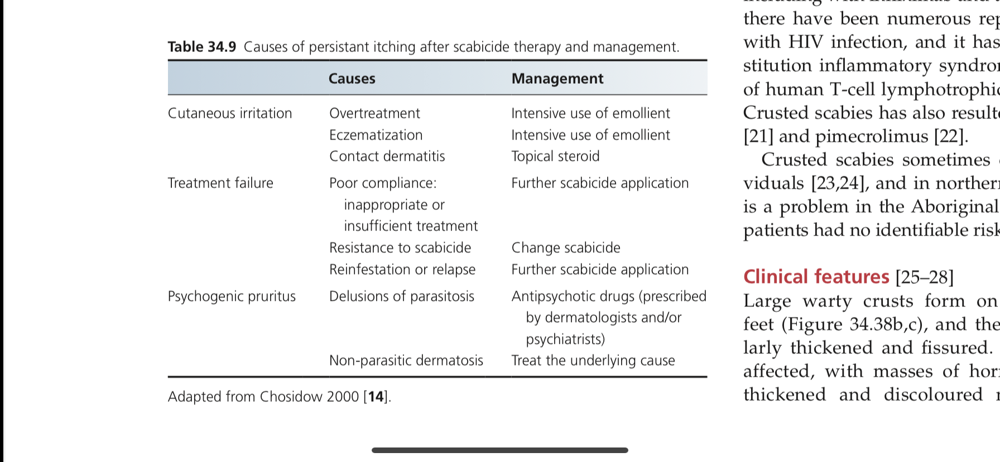 Table 34.9 Causes of persistant itching after scabicide therapy and management.
Causes Management
Cutaneous irritation Overtreatment Intensive use of emollient
Eczematization Intensive use of emollient
Contact dermatitis Topical steroid
Treatment failure Poor compliance: Further scabicide application
inappropriate or
insufficient treatment
Resistance to scabicide Change scabicide
Reinfestation or relapse Further scabicide application
Psychogenic pruritus Delusions of parasitosis Antipsychotic drugs (prescribed
by dermatologists and/or
psychiatrists)
Non-parasitic dermatosis Treat the underlying cause
Adapted from Chosidow 2000 [14].
there have been numerous rep
with HIV infection, and it has
stitution inflammatory syndro
of human T-cell lymphotrophi
Crusted scabies has also result
[21] and pimecrolimus [22].
Crusted scabies sometimes
viduals [23,24], and in norther
is a problem in the Aboriginal
patients had no identifiable risk
Clinical features [25–28]
Large warty crusts form on
feet (Figure 34.38b,c), and the
larly thickened and fissured.
affected, with masses of hor
thickened and discoloured